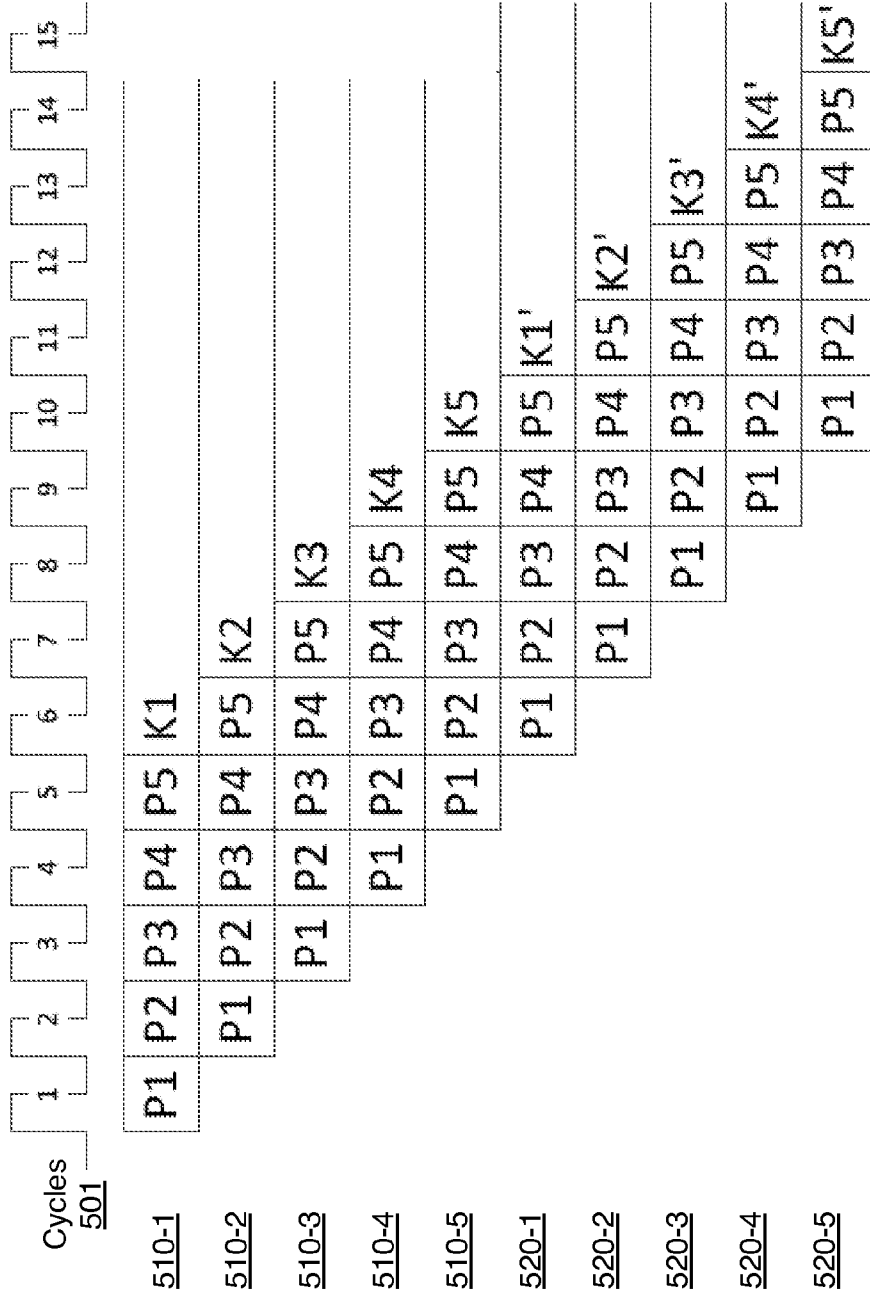 Cycles 1 2 3 4 5 6 7 8 9 10 11 12 13 14 15
501
510-1 P1 P2 P3 P4 P5 K1
510-2 P1 P2 P3 P4 P5 K2
510-3 P1 P2 P3 P4 P5 K3
510-4 P1 P2 P3 P4 P5 K4
510-5 P1 P2 P3 P4 P5 K5
520-1 P1 P2 P3 P4 P5 K1'
520-2 P1 P2 P3 P4 P5 K2'
520-3 P1 P2 P3 P4 P5 K3'
520-4 P1 P2 P3 P4 P5 K4'
520-5 P1 P2 P3 P4 P5 K5'